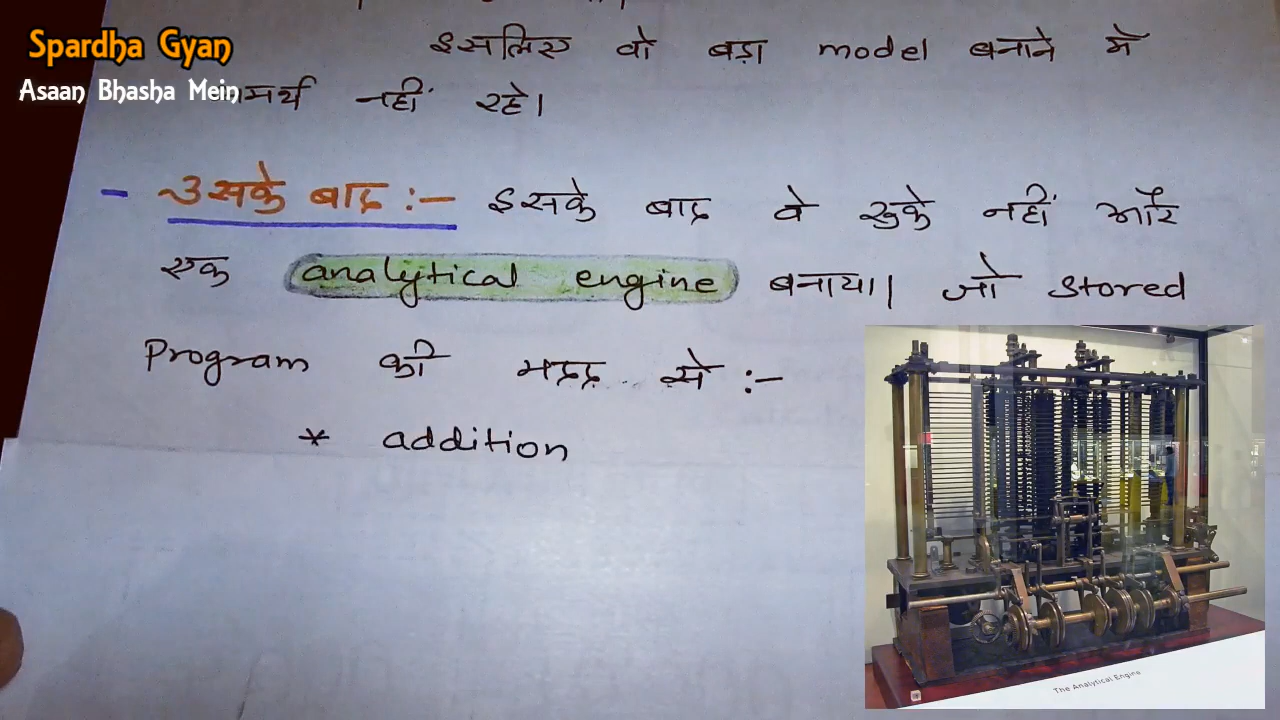 Spardha Gyan
Asaan Bhasha Mein
इसलिए वो बड़ा model बनाने में
नहीं रहे।
- उसके बाद :- इसके बाद वे रुके नहीं और
एक analytical engine बनाया। जो stored
Program की मदद से :-
* addition
The Analytical Engine